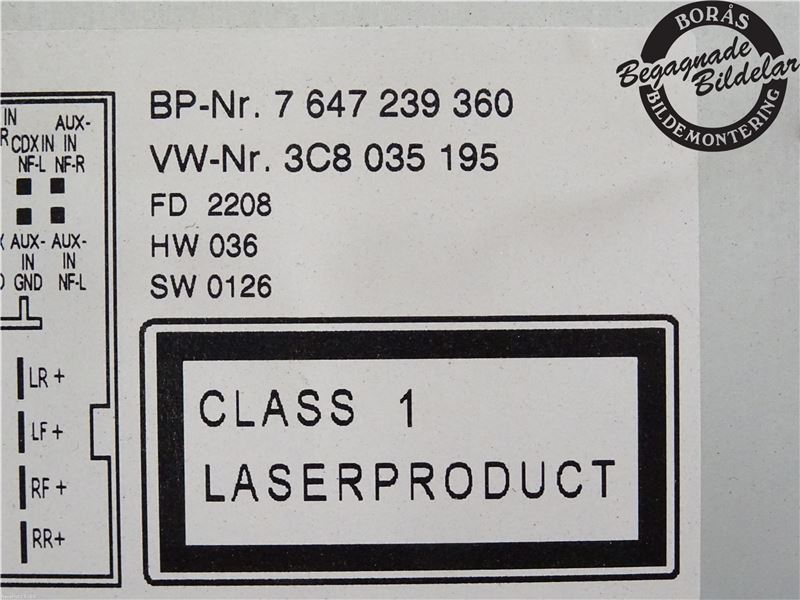 BORÅS
Begagnade
Bildelar
BILDEMONTERING
BP-Nr. 7 647 239 360
VW-Nr. 3C8 035 195
FD 2208
HW 036
SW 0126
IN AUX-
R CDX IN IN
NF-L NF-R
AUX- AUX-
IN IN
GND NF-L
LR +
LF +
RF +
RR+
CLASS 1
LASERPRODUCT